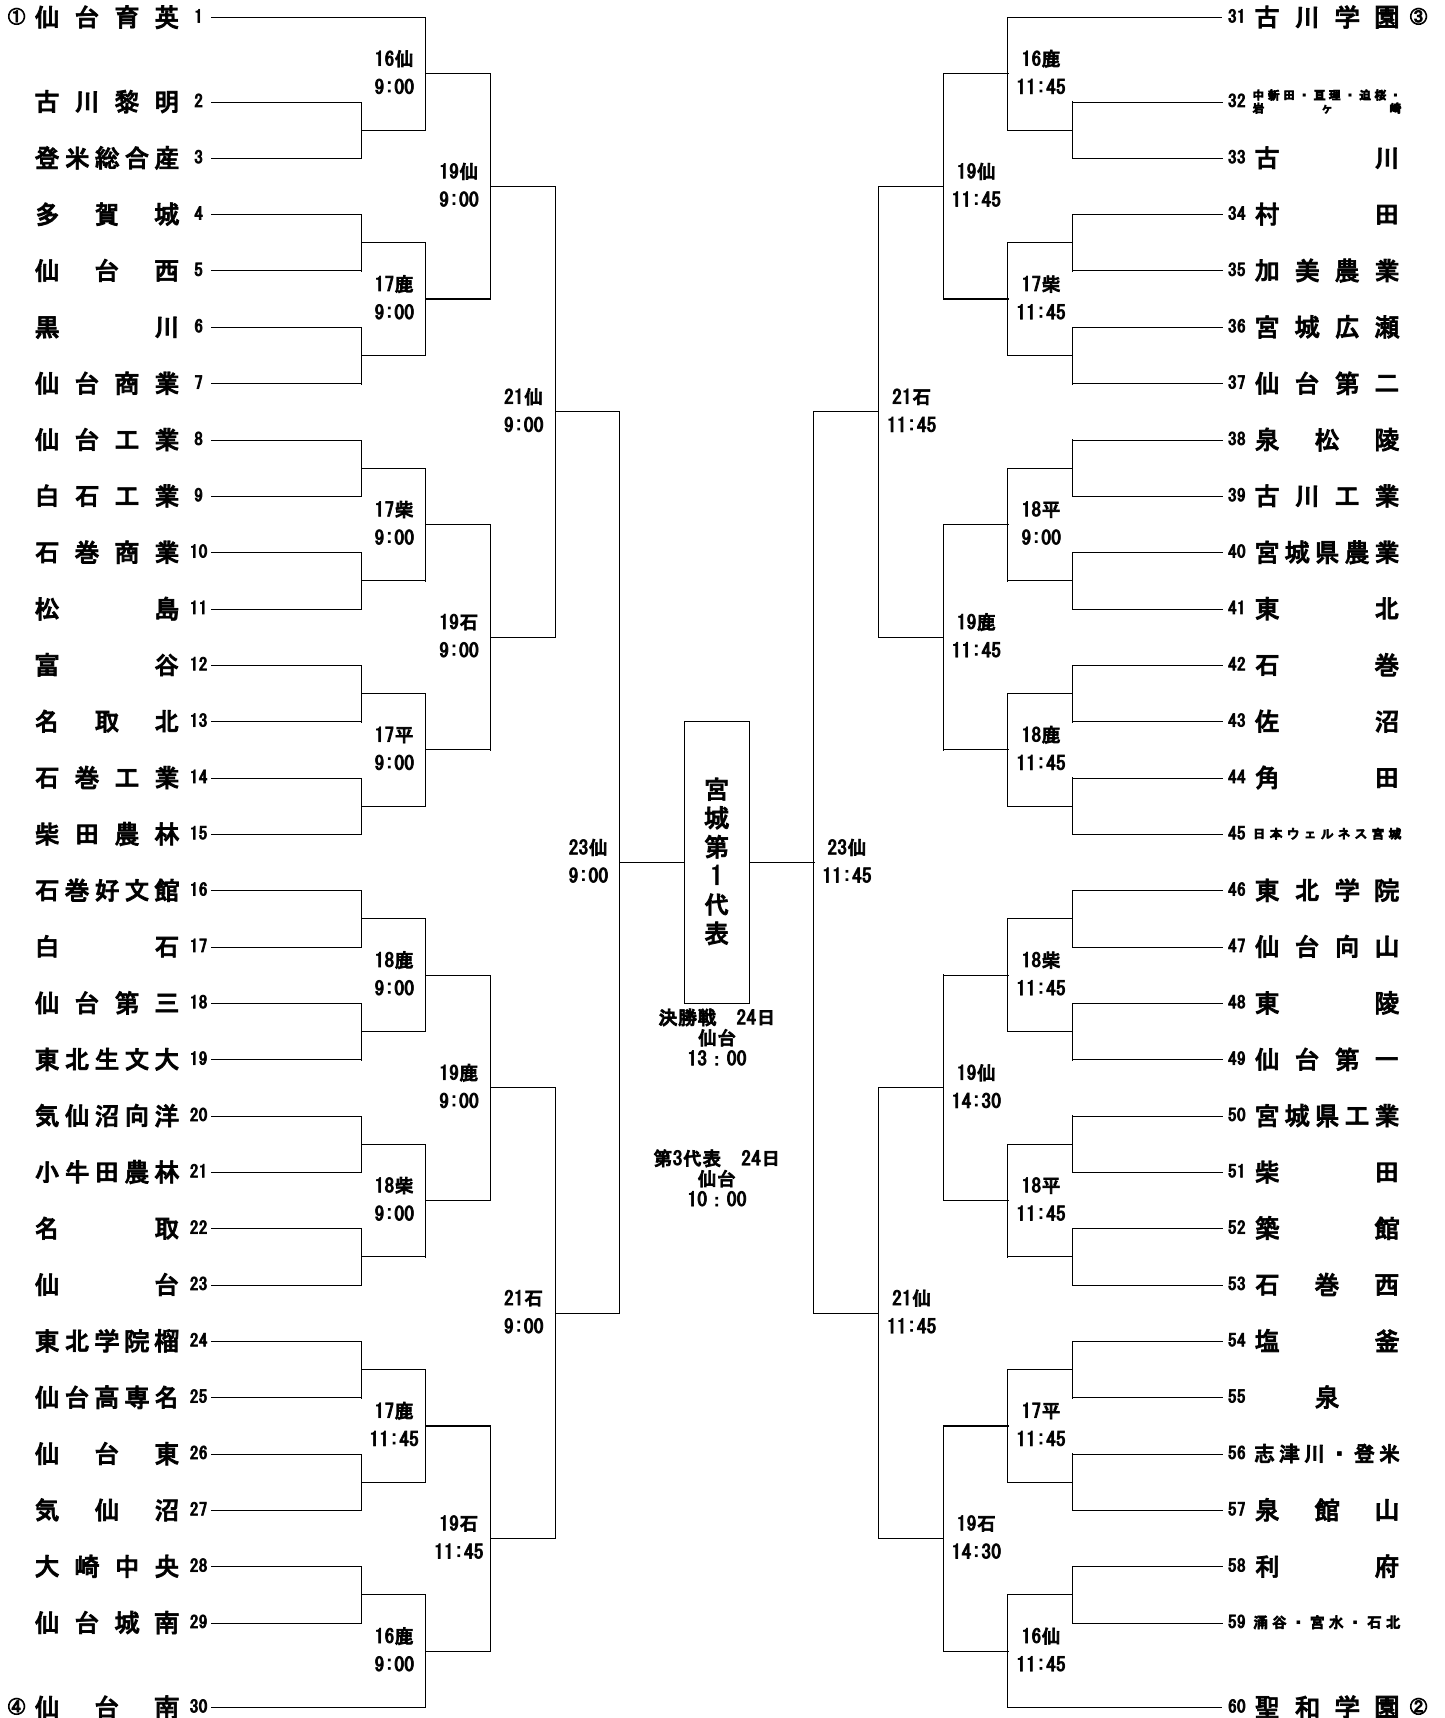 ① 仙台育英 1
古川黎明 2
登米総合産 3
多賀城 4
仙台西 5
黒川 6
仙台商業 7
仙台工業 8
白石工業 9
石巻商業 10
松島 11
富谷 12
名取北 13
石巻工業 14
柴田農林 15
石巻好文館 16
白石 17
仙台第三 18
東北生文大 19
気仙沼向洋 20
小牛田農林 21
名取 22
仙台 23
東北学院榴 24
仙台高専名 25
仙台東 26
気仙沼 27
大崎中央 28
仙台城南 29
④ 仙台南 30
16仙
9:00
17鹿
9:00
17柴
9:00
17平
9:00
18鹿
9:00
18柴
9:00
17鹿
11:45
16鹿
9:00
19仙
9:00
19石
9:00
19鹿
9:00
19石
11:45
21仙
9:00
21石
9:00
23仙
9:00
宮城第1代表
決勝戦 24日
仙台
13:00
第3代表 24日
仙台
10:00
23仙
11:45
21石
11:45
21仙
11:45
19仙
11:45
19鹿
11:45
19仙
14:30
19石
14:30
16鹿
11:45
17柴
11:45
18平
9:00
18鹿
11:45
18柴
11:45
18平
11:45
17平
11:45
16仙
11:45
31 古川学園 ③
32 中新田・亘理・迫桜・
岩ケ崎
33 古川
34 村田
35 加美農業
36 宮城広瀬
37 仙台第二
38 泉松陵
39 古川工業
40 宮城県農業
41 東北
42 石巻
43 佐沼
44 角田
45 日本ウェルネス宮城
46 東北学院
47 仙台向山
48 東陵
49 仙台第一
50 宮城県工業
51 柴田
52 築館
53 石巻西
54 塩釜
55 泉
56 志津川・登米
57 泉館山
58 利府
59 涌谷・宮水・石北
60 聖和学園 ②